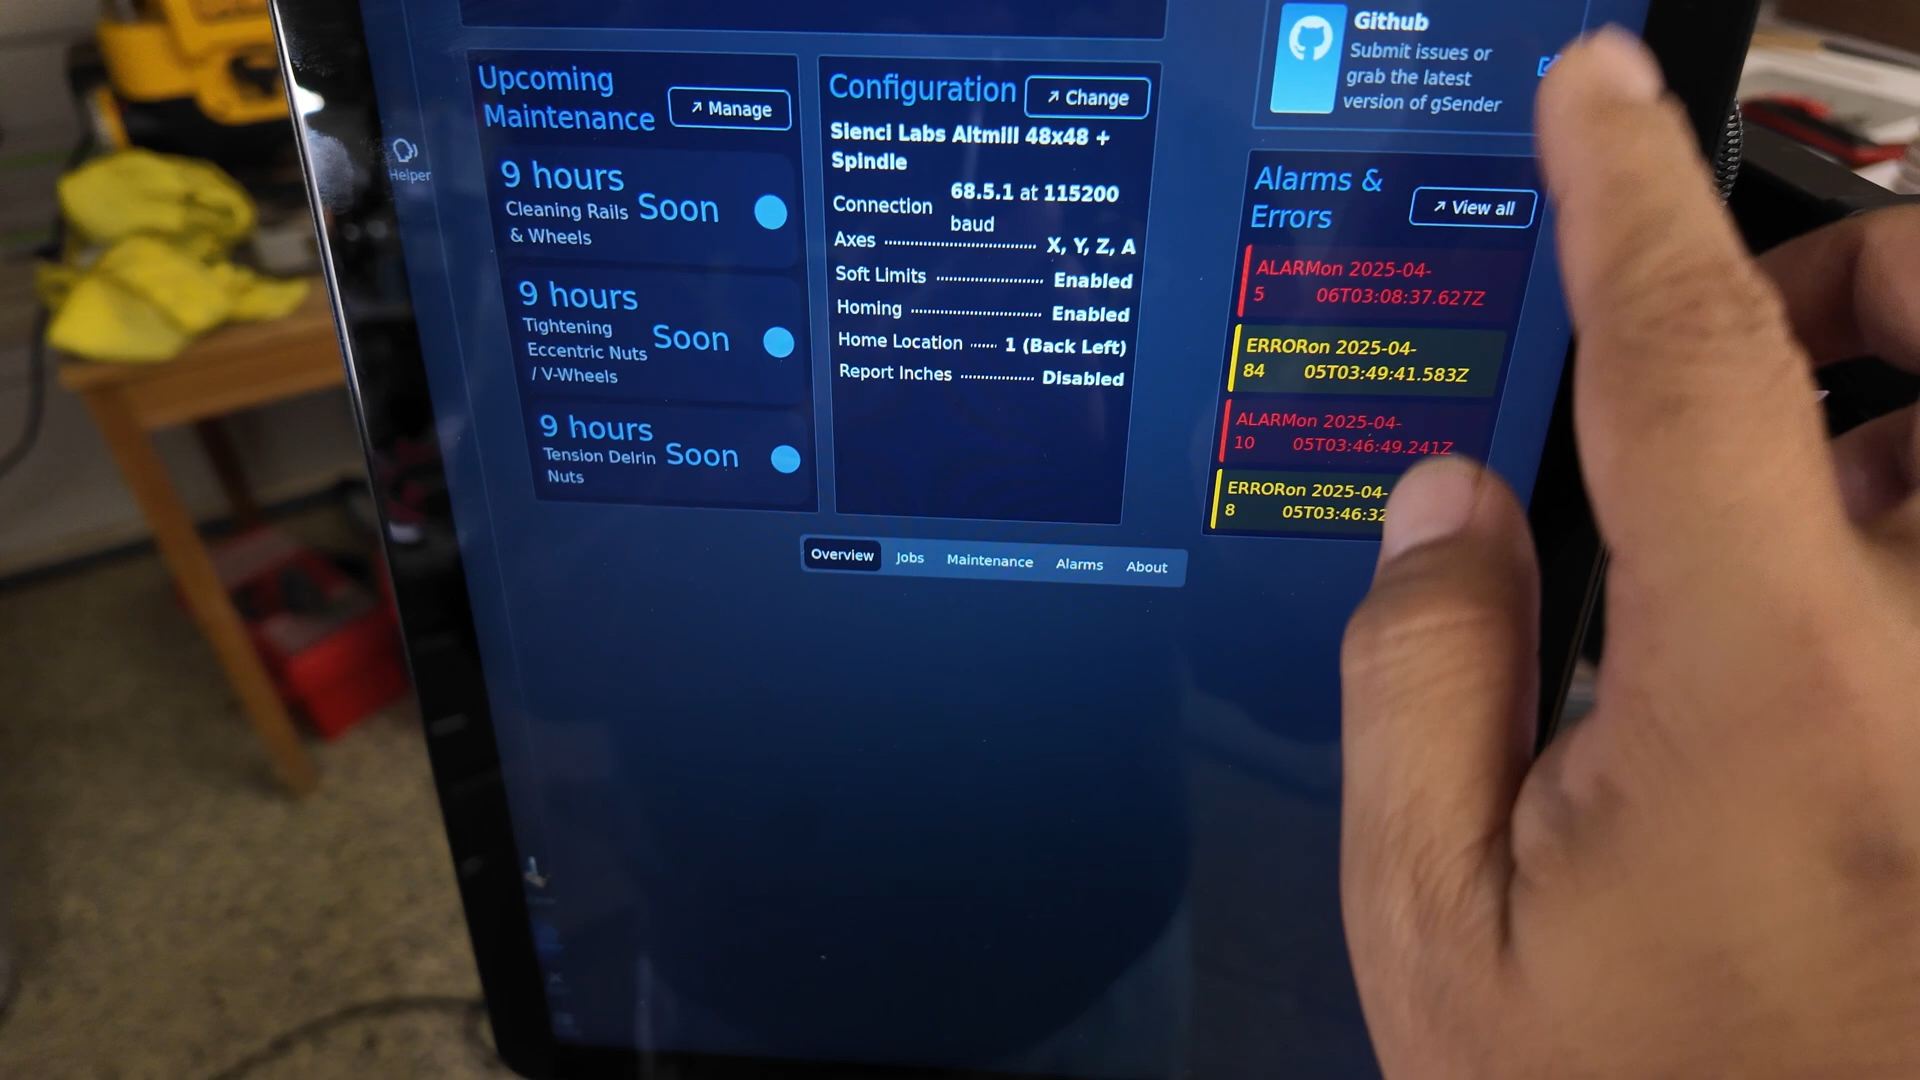 Github
Submit issues or
grab the latest
version of gSender
Helper
Upcoming
Maintenance
↗ Manage
9 hours
Cleaning Rails
& Wheels
Soon
9 hours
Tightening
Eccentric Nuts
/ V-Wheels
Soon
9 hours
Tension Delrin
Nuts
Soon
Configuration
↗ Change
Sienci Labs Altmill 48x48 +
Spindle
Connection 68.5.1 at 115200
baud
Axes X, Y, Z, A
Soft Limits Enabled
Homing Enabled
Home Location 1 (Back Left)
Report Inches Disabled
Alarms &
Errors
↗ View all
ALARMon 2025-04-
5 06T03:08:37.627Z
ERRORon 2025-04-
84 05T03:49:41.583Z
ALARMon 2025-04-
10 05T03:46:49.241Z
ERRORon 2025-04-
8 05T03:46:32
Overview Jobs Maintenance Alarms About